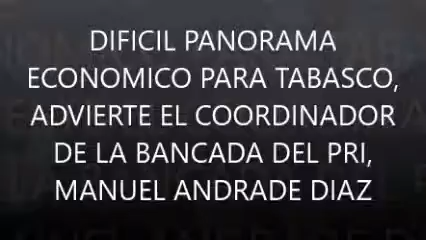 DIFICIL PANORAMA
ECONOMICO PARA TABASCO,
ADVIERTE EL COORDINADOR
DE LA BANCADA DEL PRI,
MANUEL ANDRADE DIAZ